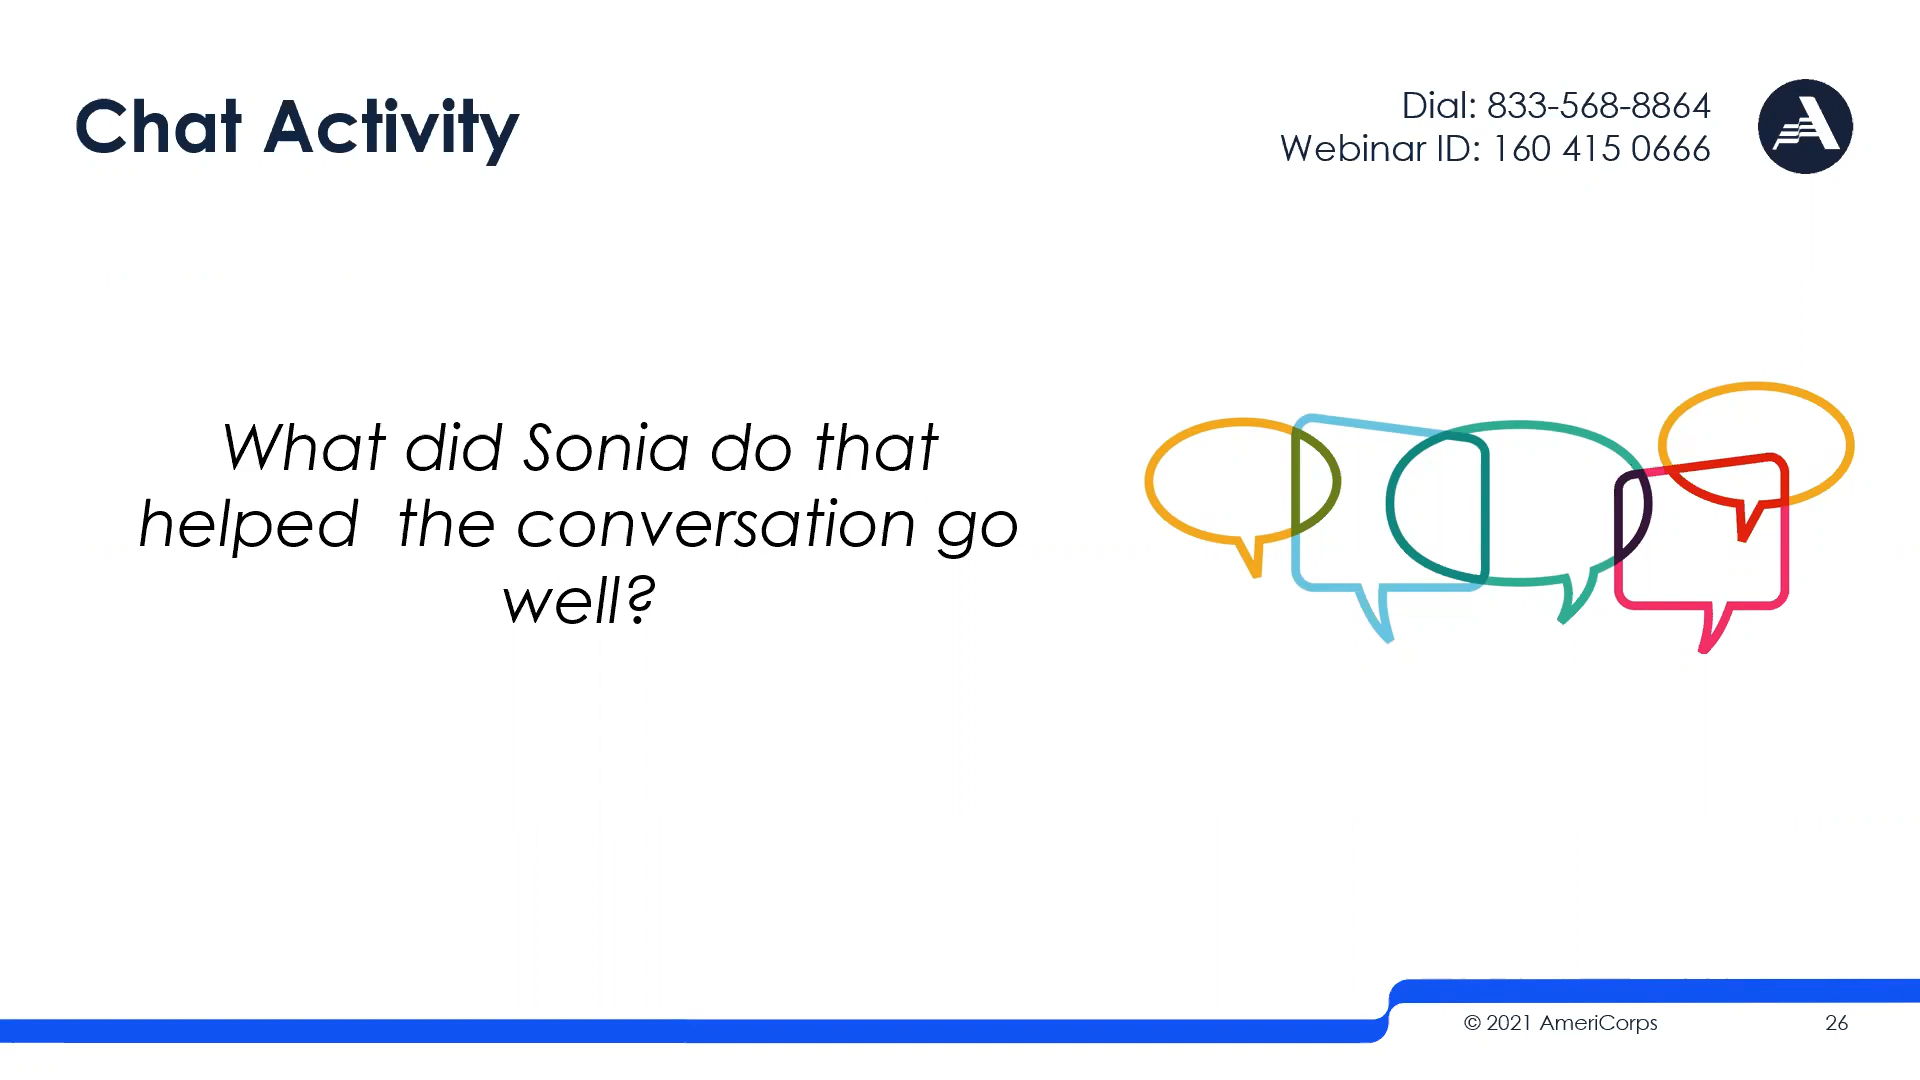 Chat Activity
Dial: 833-568-8864
Webinar ID: 160 415 0666
What did Sonia do that
helped  the conversation go
well?
© 2021 AmeriCorps
26